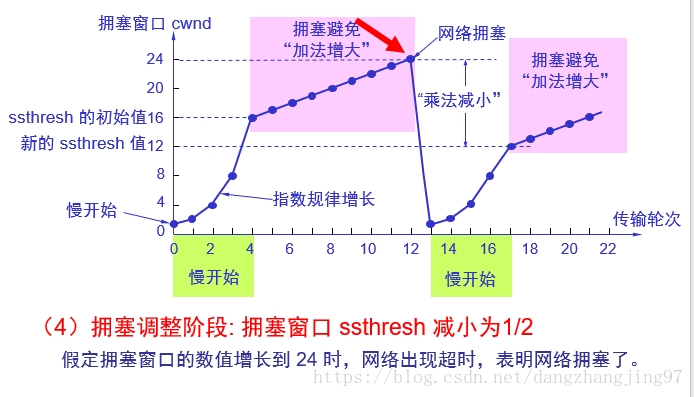 拥塞窗口 cwnd
拥塞避免
“加法增大”
网络拥塞
拥塞避免
“加法增大”
24
20
“乘法减小”
ssthresh 的初始值 16
新的 ssthresh 值 12
8
4
0
指数规律增长
慢开始
传输轮次
0 2 4 6 8 10 12 14 16 18 20 22
慢开始
慢开始
（4）拥塞调整阶段: 拥塞窗口 ssthresh 减小为1/2
假定拥塞窗口的数值增长到 24 时，网络出现超时，表明网络拥塞了。
https://blog.csdn.net/dangzhangjing97